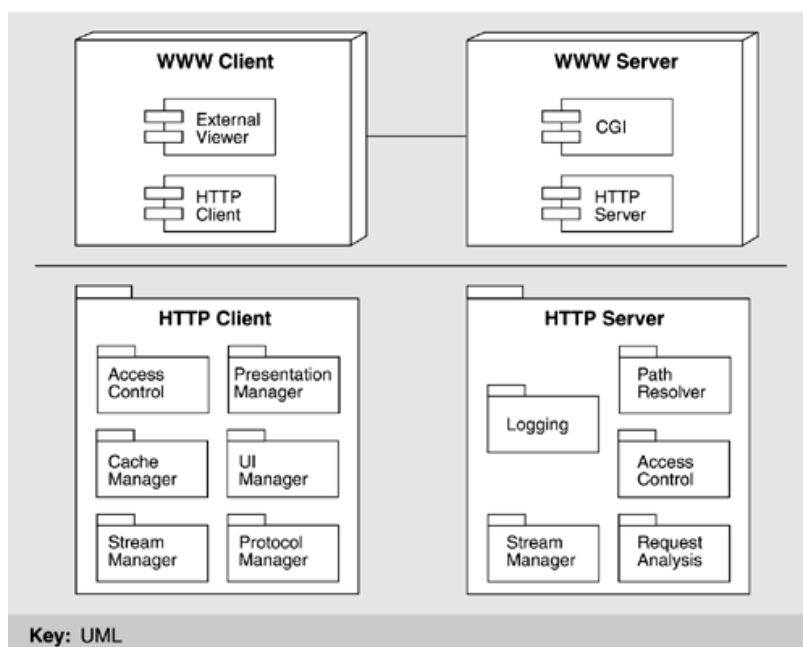 WWW Client
External
Viewer
HTTP
Client
WWW Server
CGI
HTTP
Server
HTTP Client
Access
Control
Presentation
Manager
Cache
Manager
UI
Manager
Stream
Manager
Protocol
Manager
HTTP Server
Logging
Path
Resolver
Access
Control
Stream
Manager
Request
Analysis
Key: UML